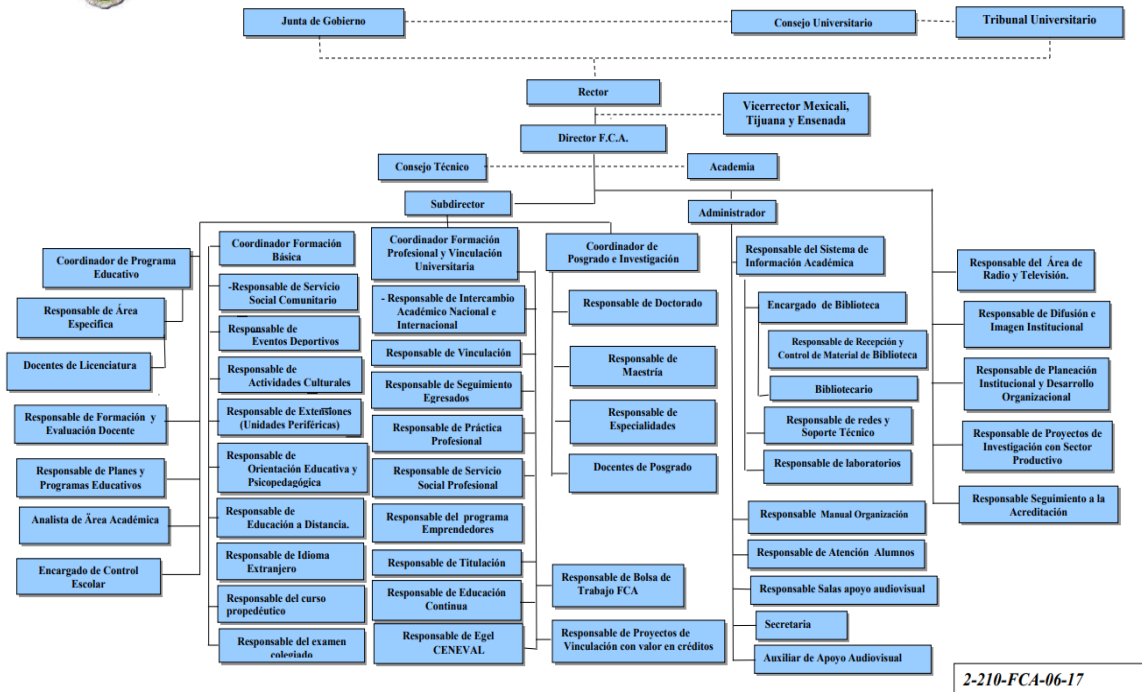 Junta de Gobierno
Consejo Universitario
Tribunal Universitario
Rector
Vicerrector Mexicali,
Tijuana y Ensenada
Director F.C.A.
Consejo Técnico
Academia
Subdirector
Administrador
Coordinador de Programa
Educativo
Responsable de Área
Especifica
Docentes de Licenciatura
Responsable de Formación y
Evaluación Docente
Responsable de Planes y
Programas Educativos
Analista de Área Académica
Encargado de Control
Escolar
Coordinador Formación
Básica
-Responsable de Servicio
Social Comunitario
Responsable de
Eventos Deportivos
Responsable de
Actividades Culturales
Responsable de Extensiones
(Unidades Periféricas)
Responsable de
Orientación Educativa y
Psicopedagógica
Responsable de
Educación a Distancia.
Responsable de Idioma
Extranjero
Responsable del curso
propedéutico
Responsable del examen
colegiado
Coordinador Formación
Profesional y Vinculación
Universitaria
- Responsable de Intercambio
Académico Nacional e
Internacional
Responsable de Vinculación
Responsable de Seguimiento
Egresados
Responsable de Práctica
Profesional
Responsable de Servicio
Social Profesional
Responsable del programa
Emprendedores
Responsable de Titulación
Responsable de Educación
Continua
Responsable de Egel
CENEVAL
Responsable de Bolsa de
Trabajo FCA
Responsable de Proyectos de
Vinculación con valor en créditos
Coordinador de
Posgrado e Investigación
Responsable de Doctorado
Responsable de
Maestría
Responsable de
Especialidades
Docentes de Posgrado
Responsable del Sistema de
Información Académica
Encargado de Biblioteca
Responsable de Recepción y
Control de Material de Biblioteca
Bibliotecario
Responsable de redes y
Soporte Técnico
Responsable de laboratorios
Responsable Manual Organización
Responsable de Atención Alumnos
Responsable Salas apoyo audiovisual
Secretaria
Auxiliar de Apoyo Audiovisual
Responsable del Área de
Radio y Televisión.
Responsable de Difusión e
Imagen Institucional
Responsable de Planeación
Institucional y Desarrollo
Organizacional
Responsable de Proyectos de
Investigación con Sector
Productivo
Responsable Seguimiento a la
Acreditación
2-210-FCA-06-17